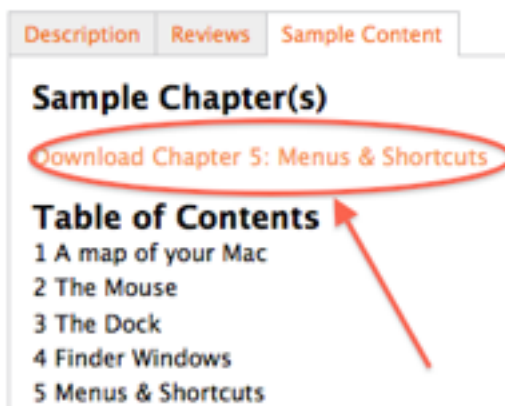 Description Reviews Sample Content
Sample Chapter(s)
Download Chapter 5: Menus & Shortcuts
Table of Contents
1 A map of your Mac
2 The Mouse
3 The Dock
4 Finder Windows
5 Menus & Shortcuts